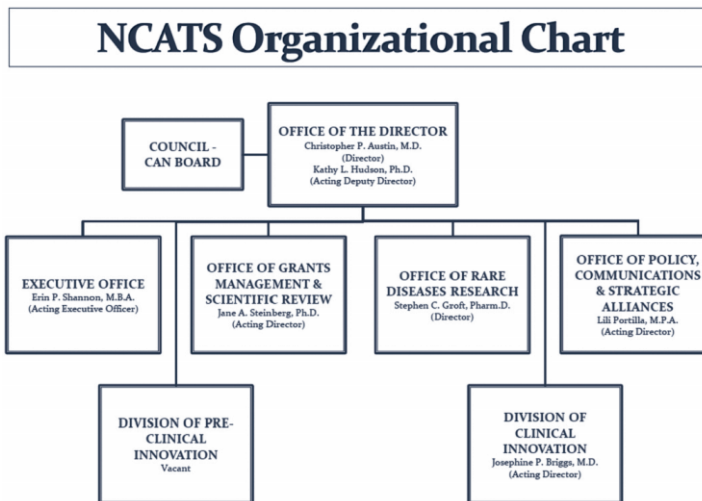 NCATS Organizational Chart
COUNCIL -
CAN BOARD
OFFICE OF THE DIRECTOR
Christopher P. Austin, M.D.
(Director)
Kathy L. Hudson, Ph.D.
(Acting Deputy Director)
EXECUTIVE OFFICE
Erin P. Shannon, M.B.A.
(Acting Executive Officer)
OFFICE OF GRANTS
MANAGEMENT &
SCIENTIFIC REVIEW
Jane A. Steinberg, Ph.D.
(Acting Director)
OFFICE OF RARE
DISEASES RESEARCH
Stephen C. Groft, Pharm.D.
(Director)
OFFICE OF POLICY,
COMMUNICATIONS
& STRATEGIC
ALLIANCES
Lili Portilla, M.P.A.
(Acting Director)
DIVISION OF PRE-
CLINICAL
INNOVATION
Vacant
DIVISION OF
CLINICAL
INNOVATION
Josephine P. Briggs, M.D.
(Acting Director)